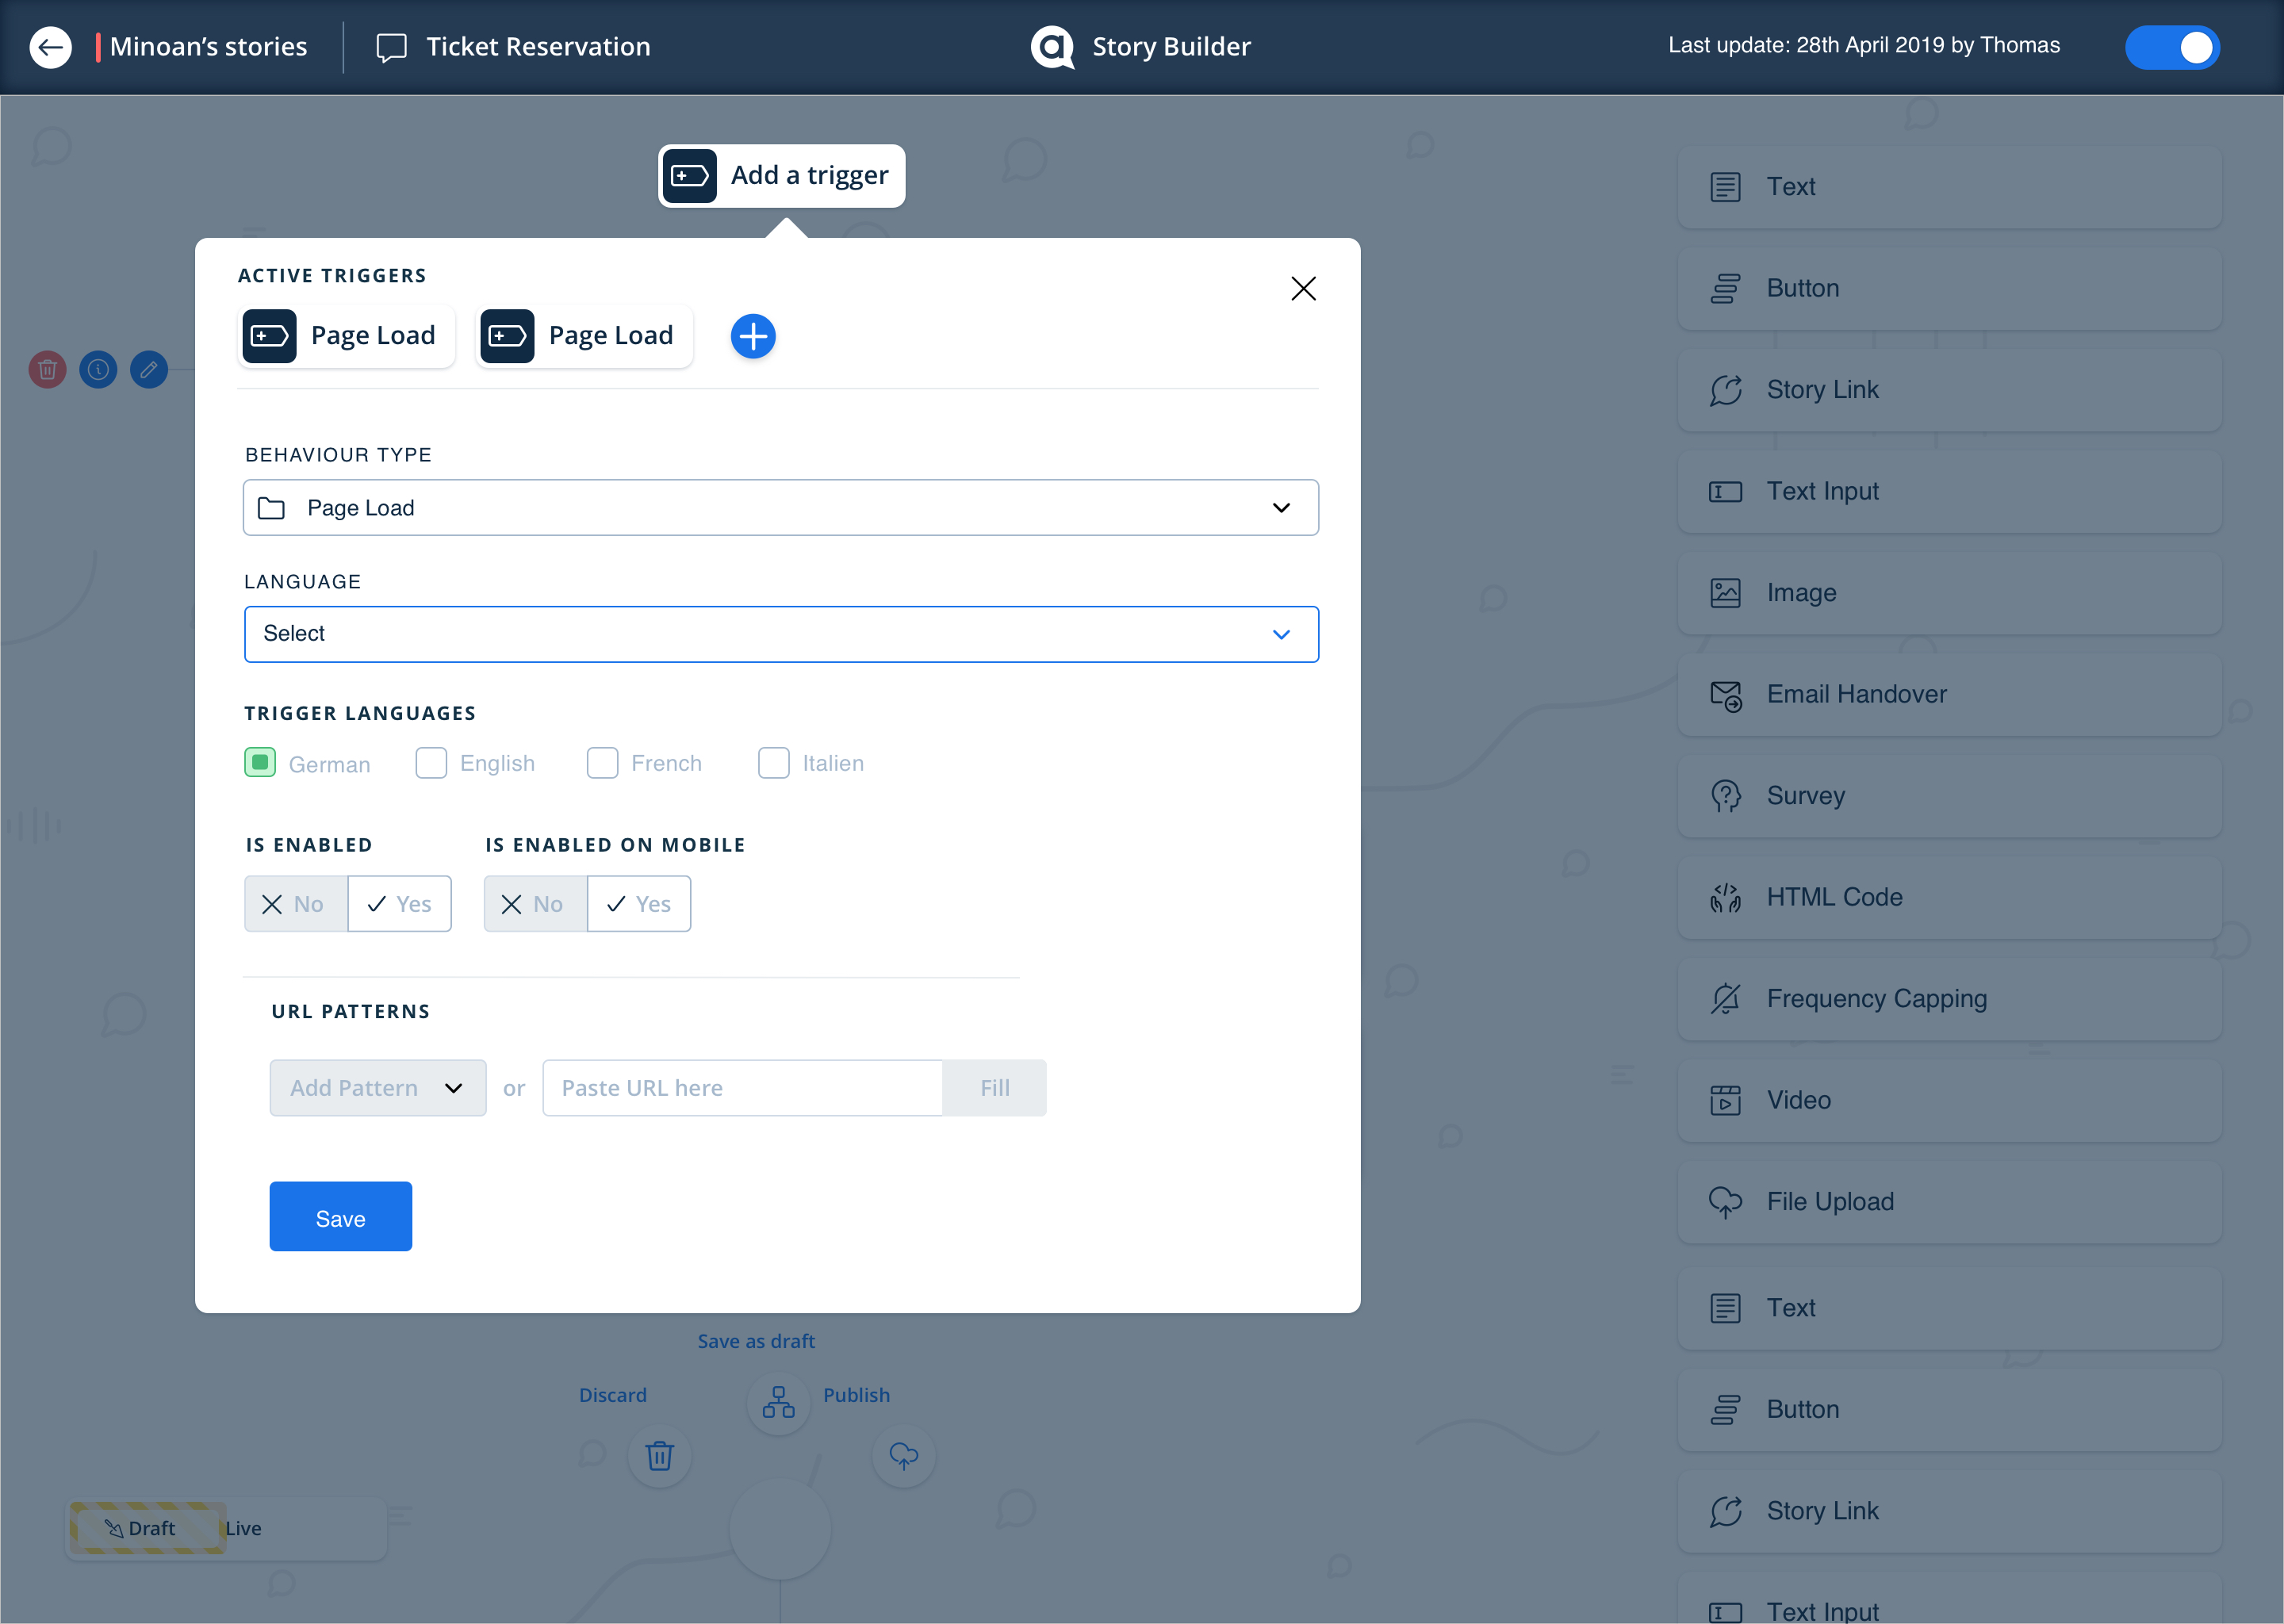 Minoan’s stories
Ticket Reservation
Story Builder
Last update: 28th April 2019 by Thomas
Add a trigger
ACTIVE TRIGGERS
Page Load
Page Load
BEHAVIOUR TYPE
Page Load
LANGUAGE
Select
TRIGGER LANGUAGES
German
English
French
Italien
IS ENABLED
IS ENABLED ON MOBILE
No
Yes
No
Yes
URL PATTERNS
Add Pattern
or
Paste URL here
Fill
Save
Save as draft
Discard
Publish
Draft
Live
Text
Button
Story Link
Text Input
Image
Email Handover
Survey
HTML Code
Frequency Capping
Video
File Upload
Text
Button
Story Link
Text Input